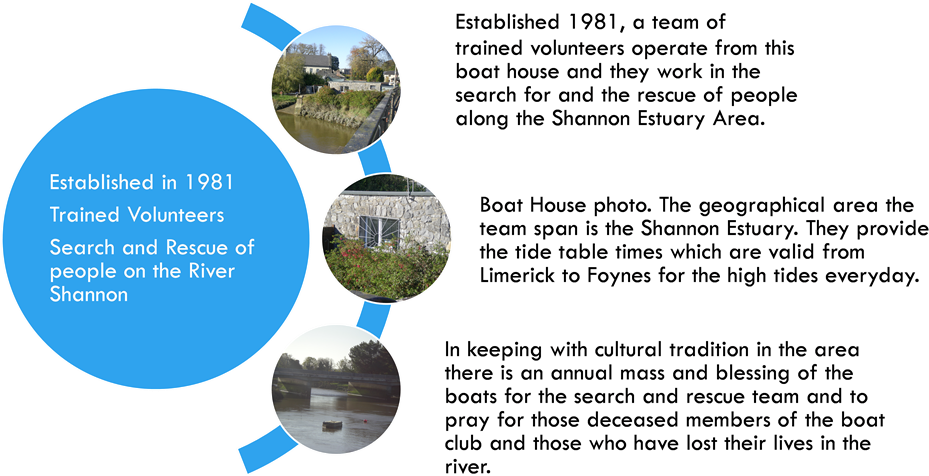 Established in 1981
Trained Volunteers
Search and Rescue of
people on the River
Shannon
Established 1981, a team of
trained volunteers operate from this
boat house and they work in the
search for and the rescue of people
along the Shannon Estuary Area.
Boat House photo. The geographical area the
team span is the Shannon Estuary. They provide
the tide table times which are valid from
Limerick to Foynes for the high tides everyday.
In keeping with cultural tradition in the area
there is an annual mass and blessing of the
boats for the search and rescue team and to
pray for those deceased members of the boat
club and those who have lost their lives in the
river.